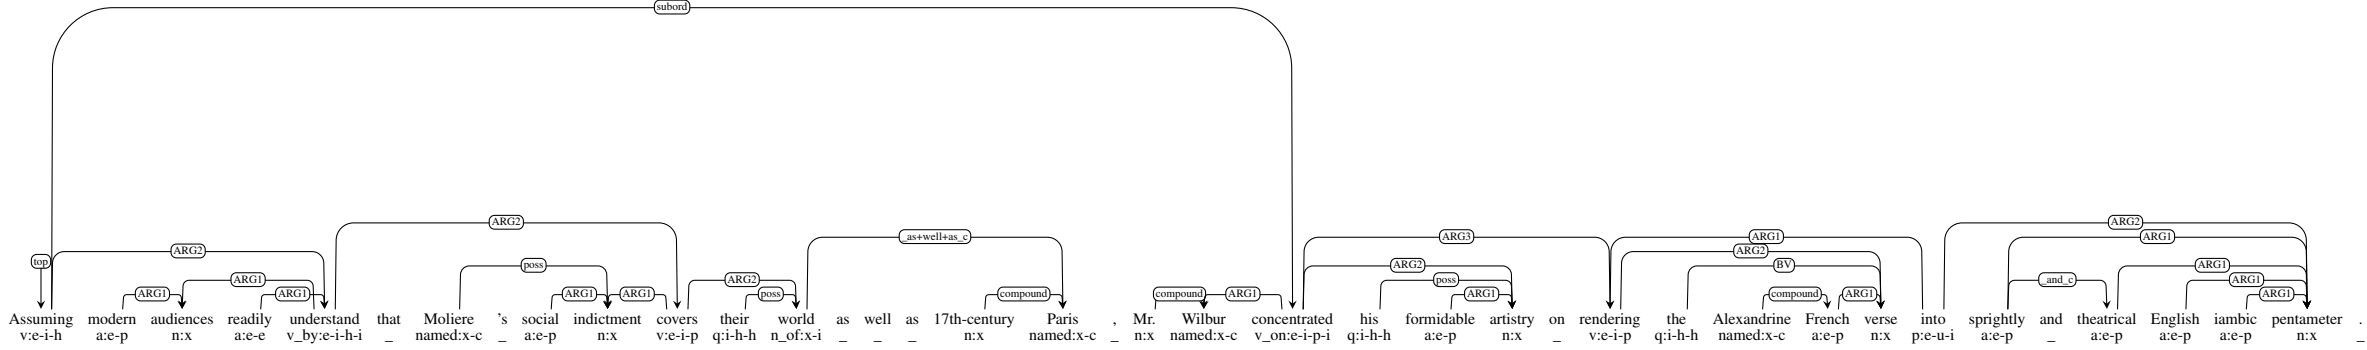 subord
ARG2 ARG2
_as+well+as_c ARG3 ARG1 ARG1
top ARG2 ARG2
poss ARG2 BV ARG1
ARG1 ARG2 poss _and_c ARG1
ARG1 ARG1 ARG1 ARG1 poss compound compound ARG1 ARG1 compound ARG1 ARG1
Assuming modern audiences readily understand that Moliere 's social indictment covers their world as well as 17th-century Paris , Mr. Wilbur concentrated his formidable artistry on rendering the Alexandrine French verse into sprightly and theatrical English iambic pentameter .
v:e-i-h a:e-p n:x a:e-e v_by:e-i-h-i _ named:x-c _ a:e-p n:x v:e-i-p q:i-h-h n_of:x-i _ _ _ n:x named:x-c _ n:x named:x-c v_on:e-i-p-i q:i-h-h a:e-p n:x _ v:e-i-p q:i-h-h named:x-c a:e-p n:x p:e-u-i a:e-p _ a:e-p a:e-p a:e-p n:x _